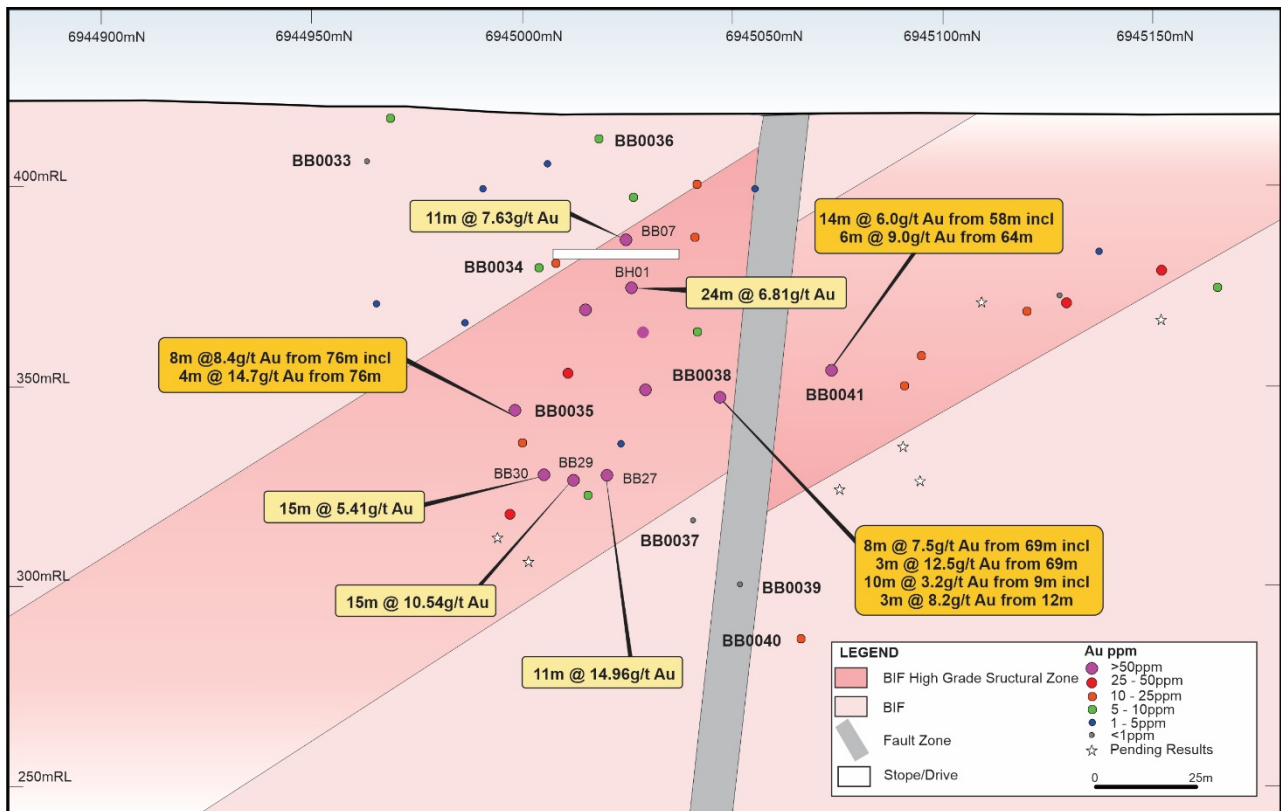 6944900mN
6944950mN
6945000mN
6945050mN
6945100mN
6945150mN
BB0036
BB0033
400mRL
11m @ 7.63g/t Au
14m @ 6.0g/t Au from 58m incl
6m @ 9.0g/t Au from 64m
BB07
BB0034
BH01
24m @ 6.81g/t Au
8m @8.4g/t Au from 76m incl
4m @ 14.7g/t Au from 76m
350mRL
BB0038
BB0041
BB0035
BB30
BB29
BB27
15m @ 5.41g/t Au
BB0037
8m @ 7.5g/t Au from 69m incl
3m @ 12.5g/t Au from 69m
10m @ 3.2g/t Au from 9m incl
3m @ 8.2g/t Au from 12m
300mRL
BB0039
15m @ 10.54g/t Au
BB0040
11m @ 14.96g/t Au
250mRL
LEGEND
BIF High Grade Sructural Zone
BIF
Fault Zone
Stope/Drive
Au ppm
>50ppm
25 - 50ppm
10 - 25ppm
5 - 10ppm
1 - 5ppm
<1ppm
Pending Results
0 25m